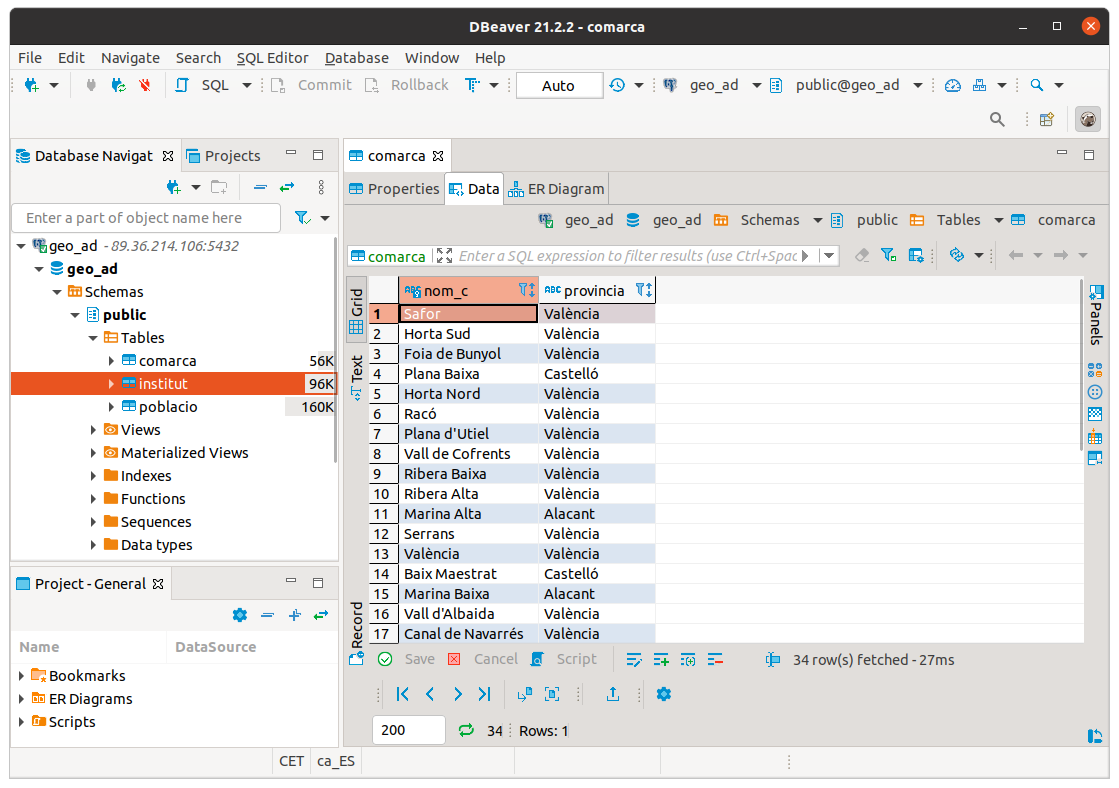 DBeaver 21.2.2 - comarca
File Edit Navigate Search SQL Editor Database Window Help
SQL Commit Rollback Auto geo_ad public@geo_ad
Database Navigat Projects
Enter a part of object name here
geo_ad - 89.36.214.106:5432
geo_ad
Schemas
public
Tables
comarca 56K
institut 96K
poblacio 160K
Views
Materialized Views
Indexes
Functions
Sequences
Data types
Project - General
Name DataSource
Bookmarks
ER Diagrams
Scripts
comarca
Properties Data ER Diagram
geo_ad geo_ad Schemas public Tables comarca
comarca Enter a SQL expression to filter results (use Ctrl+Spac
Grid
Text
Record
nom_c provincia
1 Safor València
2 Horta Sud València
3 Foia de Bunyol València
4 Plana Baixa Castelló
5 Horta Nord València
6 Racó València
7 Plana d'Utiel València
8 Vall de Cofrents València
9 Ribera Baixa València
10 Ribera Alta València
11 Marina Alta Alacant
12 Serrans València
13 València València
14 Baix Maestrat Castelló
15 Marina Baixa Alacant
16 Vall d'Albaida València
17 Canal de Navarrés València
Panels
Save Cancel Script 34 row(s) fetched - 27ms
200 34 Rows: 1
CET ca_ES